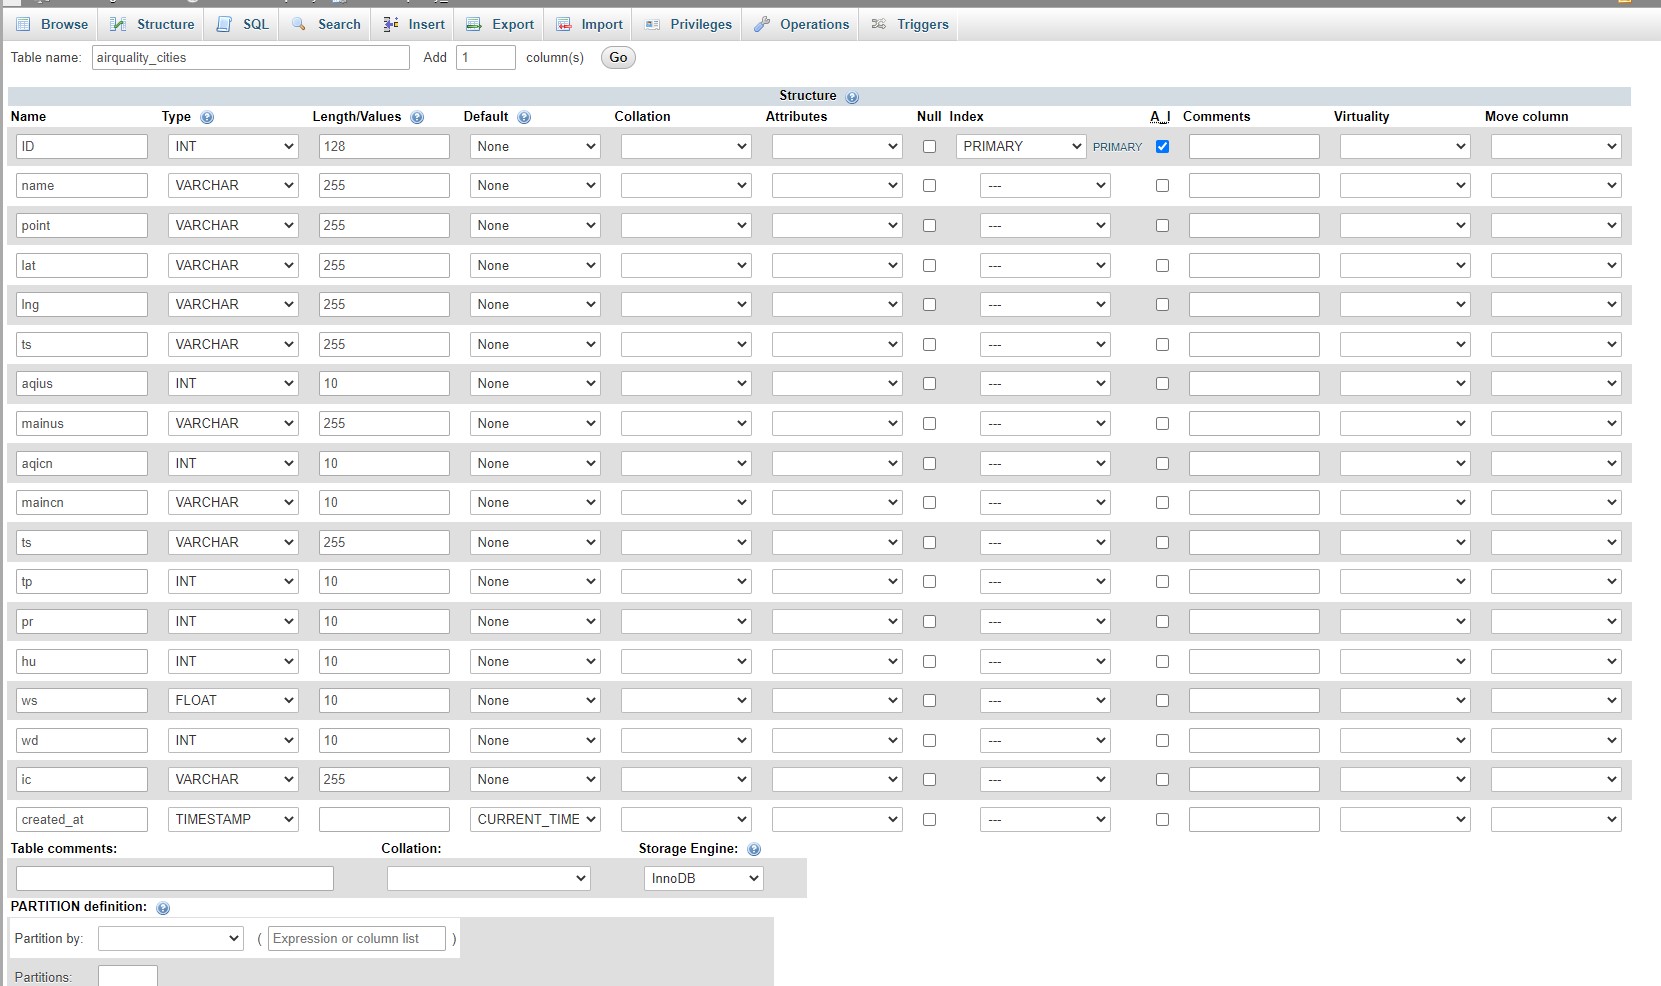 Browse Structure SQL Search Insert Export Import Privileges Operations Triggers
Table name: airquality_cities Add 1 column(s) Go
Structure
Name Type Length/Values Default Collation Attributes Null Index A_I Comments Virtuality Move column
ID INT 128 None PRIMARY PRIMARY
name VARCHAR 255 None ---
point VARCHAR 255 None ---
lat VARCHAR 255 None ---
lng VARCHAR 255 None ---
ts VARCHAR 255 None ---
aqius INT 10 None ---
mainus VARCHAR 255 None ---
aqicn INT 10 None ---
maincn VARCHAR 10 None ---
ts VARCHAR 255 None ---
tp INT 10 None ---
pr INT 10 None ---
hu INT 10 None ---
ws FLOAT 10 None ---
wd INT 10 None ---
ic VARCHAR 255 None ---
created_at TIMESTAMP CURRENT_TIME ---
Table comments: Collation: Storage Engine:
InnoDB
PARTITION definition:
Partition by: ( Expression or column list )
Partitions: